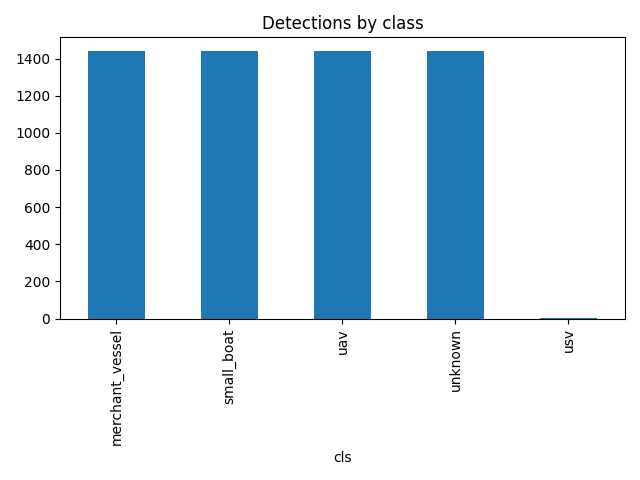 Detections by class
1400
1200
1000
800
600
400
200
0
merchant_vessel
small_boat
uav
unknown
usv
cls